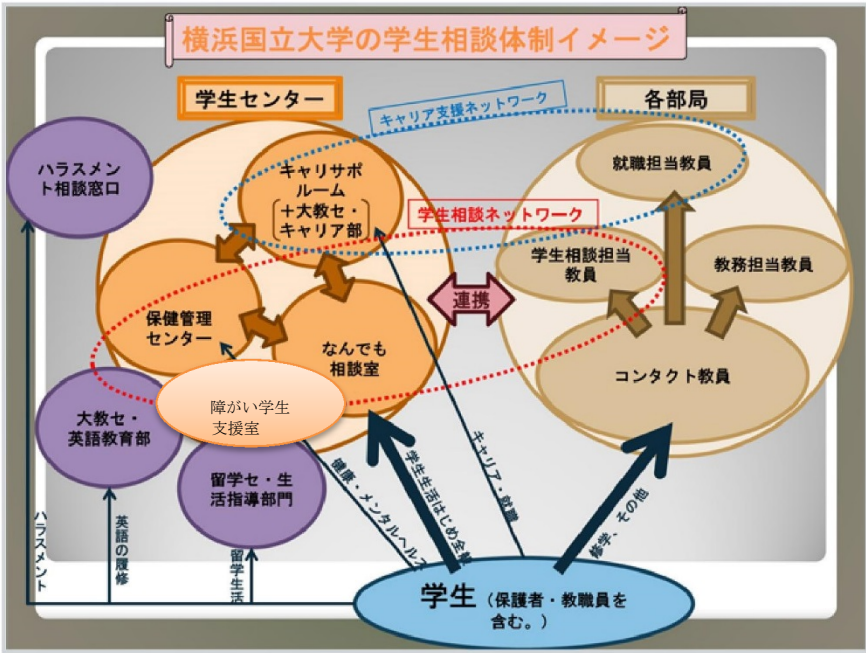 横浜国立大学の学生相談体制イメージ
学生センター
各部局
キャリア支援ネットワーク
ハラスメン
ト相談窓口
キャリサポ
ルーム
[＋大教セ・
キャリア部]
就職担当教員
学生相談ネットワーク
学生相談担当
教員
教務担当教員
連携
保健管理
センター
なんでも
相談室
コンタクト教員
障がい学生
支援室
大教セ・
英語教育部
留学セ・生
活指導部門
ハラスメント
英語の履修
留学生活
健康・メンタルヘルス
学生生活はじめ全般
キャリア・就職
修学、その他
学生（保護者・教職員を
含む。）